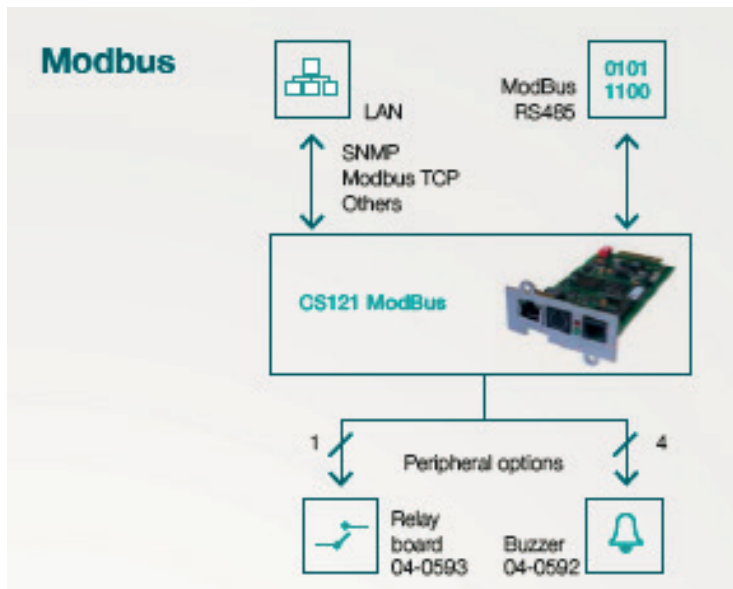 Modbus
LAN
ModBus
RS485
0101
1100
SNMP
Modbus TCP
Others
CS121 ModBus
1
4
Peripheral options
Relay
board
04-0593
Buzzer
04-0592